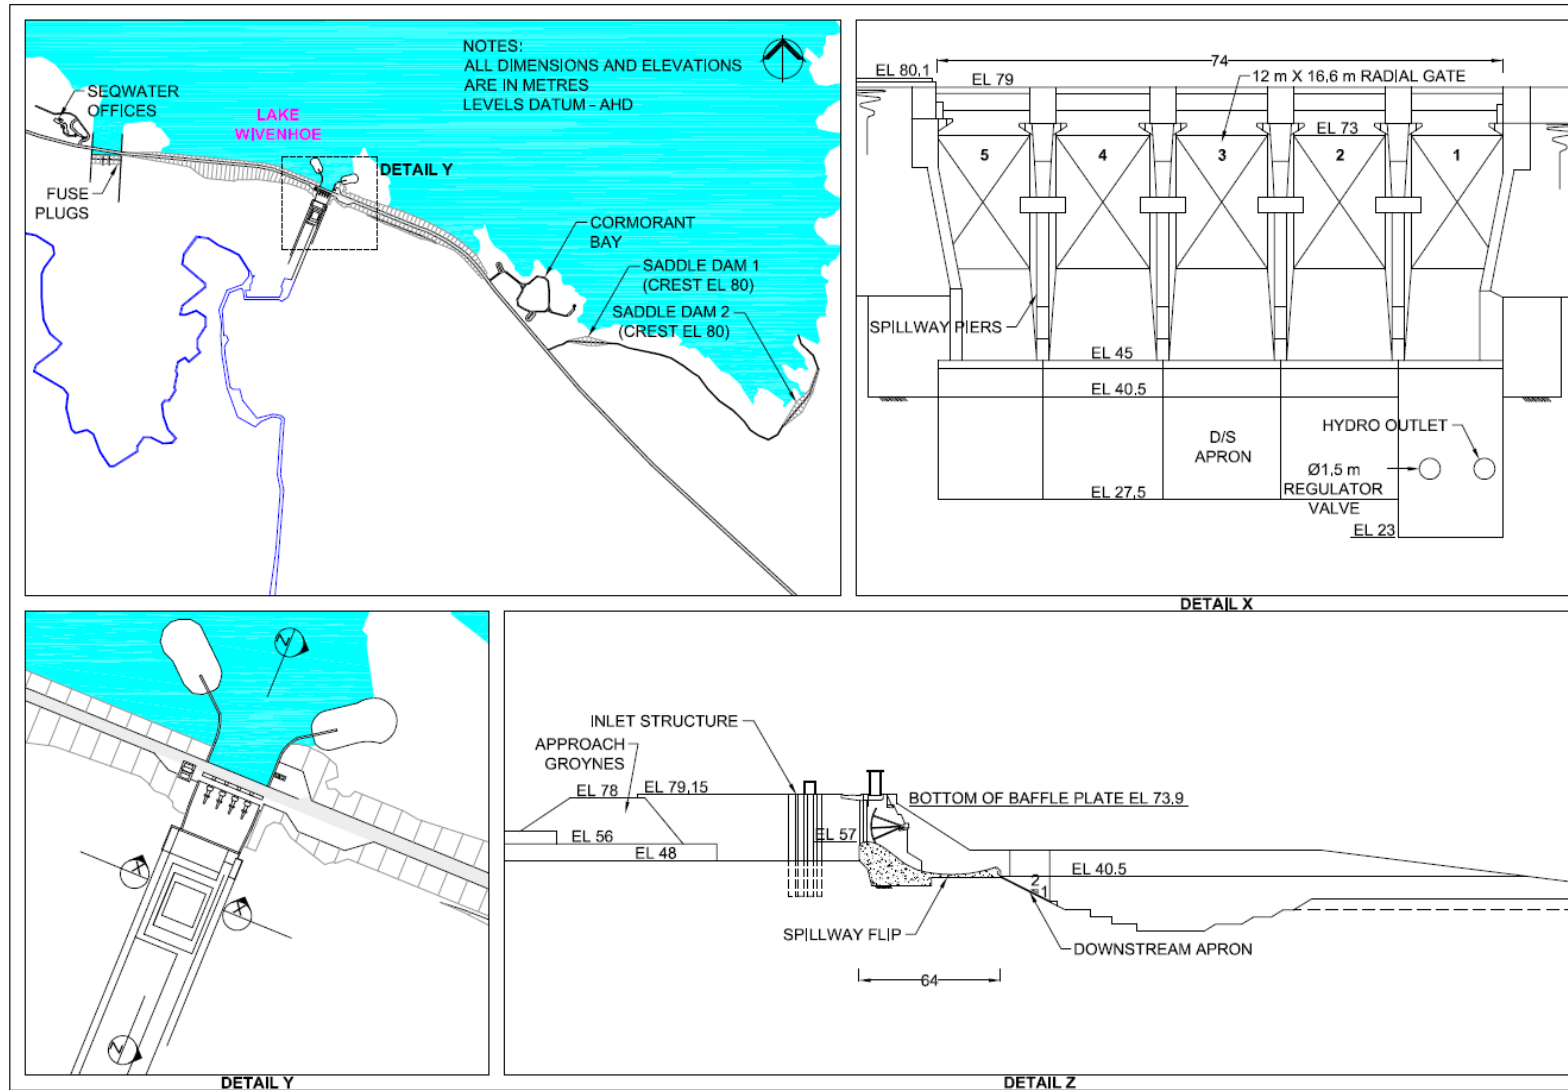 NOTES:
ALL DIMENSIONS AND ELEVATIONS
ARE IN METRES
LEVELS DATUM - AHD
SEQWATER
OFFICES
LAKE
WIVENHOE
DETAIL Y
FUSE
PLUGS
CORMORANT
BAY
SADDLE DAM 1
(CREST EL 80)
SADDLE DAM 2
(CREST EL 80)
74
EL 80,1
EL 79
12 m X 16,6 m RADIAL GATE
EL 73
5
4
3
2
1
SPILLWAY PIERS
EL 45
EL 40,5
D/S
APRON
HYDRO OUTLET
Ø1,5 m
REGULATOR
VALVE
EL 27,5
EL 23
DETAIL X
Z
X
X
Z
DETAIL Y
INLET STRUCTURE
APPROACH
GROYNES
EL 78
EL 79,15
BOTTOM OF BAFFLE PLATE EL 73,9
EL 56
EL 57
EL 48
EL 40.5
2
1
SPILLWAY FLIP
DOWNSTREAM APRON
64
DETAIL Z